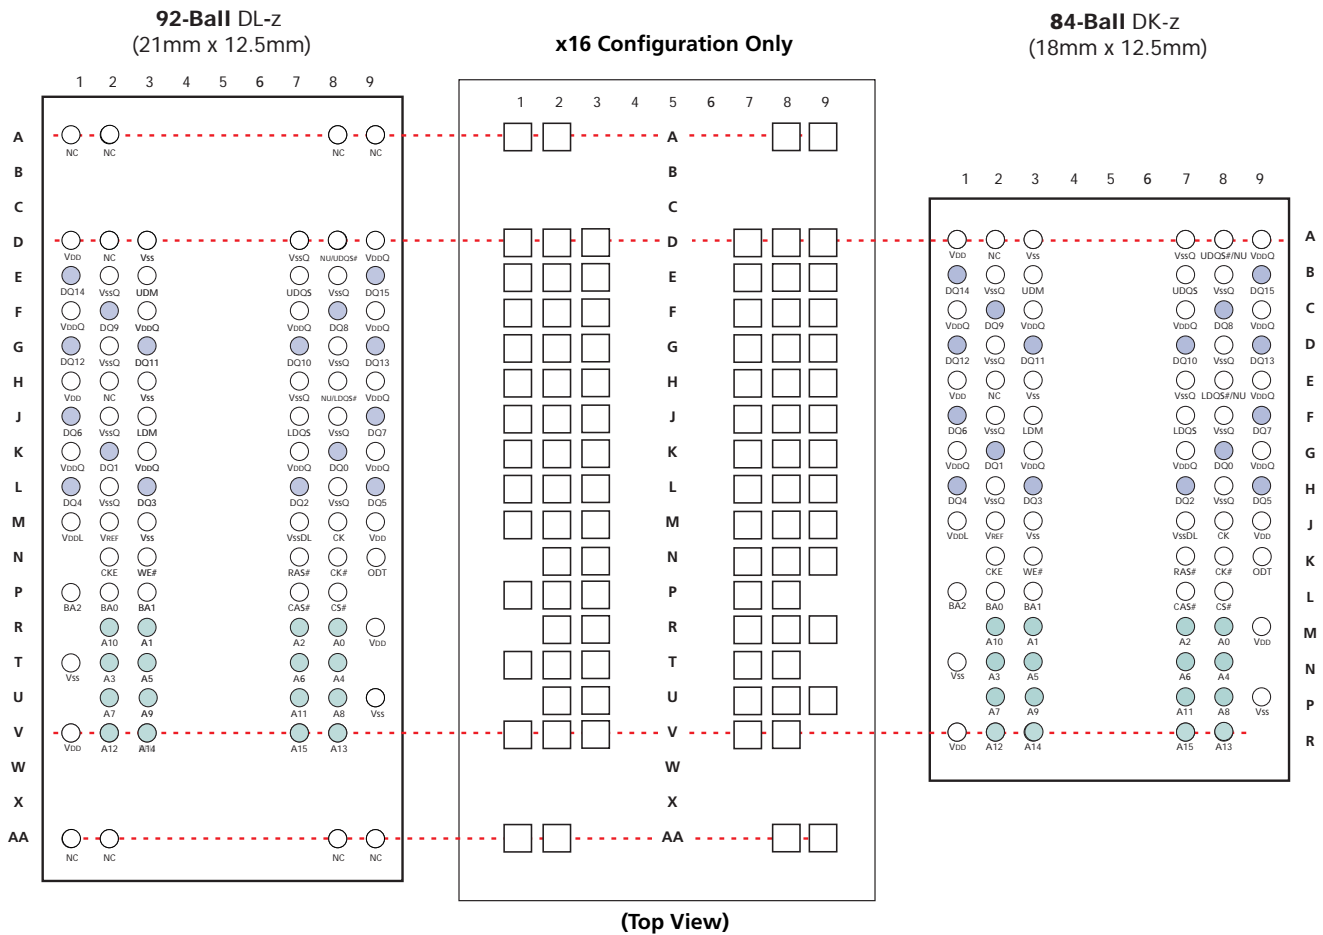 92-Ball DL-z
(21mm x 12.5mm)
1 2 3 4 5 6 7 8 9
A
NC NC NC NC
B
C
D
VDD NC Vss VssQ NU/UDQS# VDDQ
E
DQ14 VssQ UDM UDQS VssQ DQ15
F
VDDQ DQ9 VDDQ VDDQ DQ8 VDDQ
G
DQ12 VssQ DQ11 DQ10 VssQ DQ13
H
VDD NC Vss VssQ NU/LDQS# VDDQ
J
DQ6 VssQ LDM LDQS VssQ DQ7
K
VDDQ DQ1 VDDQ VDDQ DQ0 VDDQ
L
DQ4 VssQ DQ3 DQ2 VssQ DQ5
M
VDDL VREF Vss VssDL CK VDD
N
CKE WE# RAS# CK# ODT
P
BA2 BA0 BA1 CAS# CS#
R
A10 A1 A2 A0 VDD
T
Vss A3 A5 A6 A4
U
A7 A9 A11 A8 Vss
V
VDD A12 A14 A15 A13
W
X
AA
NC NC NC NC
x16 Configuration Only
1 2 3 4 5 6 7 8 9
A
B
C
D
E
F
G
H
J
K
L
M
N
P
R
T
U
V
W
X
AA
(Top View)
84-Ball DK-z
(18mm x 12.5mm)
1 2 3 4 5 6 7 8 9
A
VDD NC Vss VssQ UDQS#/NU VDDQ
B
DQ14 VssQ UDM UDQS VssQ DQ15
C
VDDQ DQ9 VDDQ VDDQ DQ8 VDDQ
D
DQ12 VssQ DQ11 DQ10 VssQ DQ13
E
VDD NC Vss VssQ LDQS#/NU VDDQ
F
DQ6 VssQ LDM LDQS VssQ DQ7
G
VDDQ DQ1 VDDQ VDDQ DQ0 VDDQ
H
DQ4 VssQ DQ3 DQ2 VssQ DQ5
J
VDDL VREF Vss VssDL CK VDD
K
CKE WE# RAS# CK# ODT
L
BA2 BA0 BA1 CAS# CS#
M
A10 A1 A2 A0 VDD
N
Vss A3 A5 A6 A4
P
A7 A9 A11 A8 Vss
R
VDD A12 A14 A15 A13